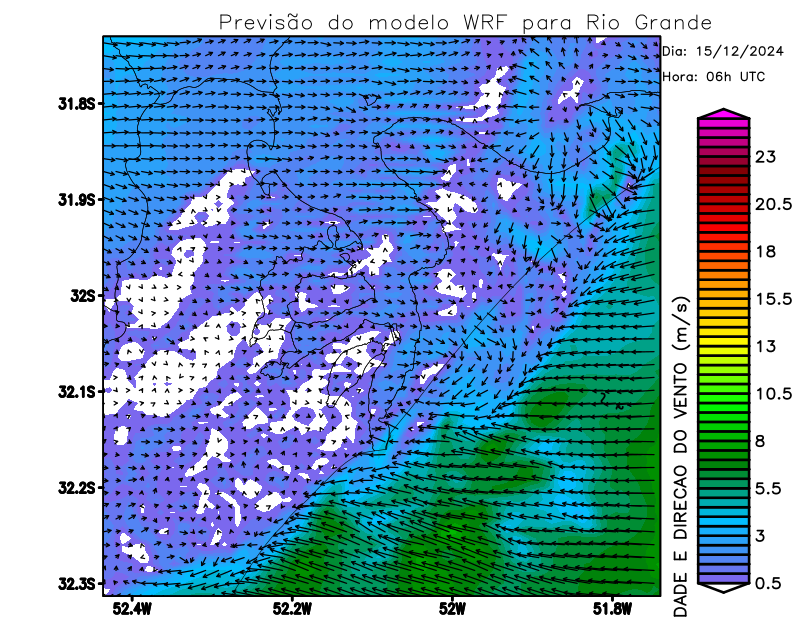 Previsão do modelo WRF para Rio Grande
Dia: 15/12/2024
Hora: 06h UTC
31.8S
31.9S
32S
32.1S
32.2S
32.3S
52.4W
52.2W
52W
51.8W
23
20.5
18
15.5
13
10.5
8
5.5
3
0.5
DADE E DIRECAO DO VENTO (m/s)